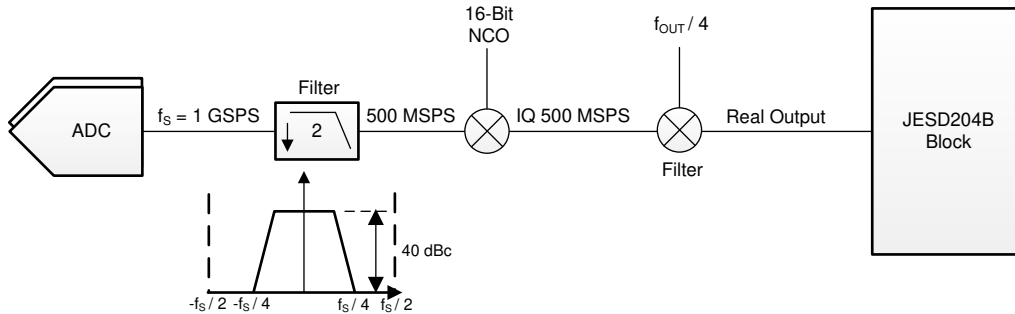 16-Bit
NCO
f_OUT / 4
Filter
ADC
f_S = 1 GSPS
2
500 MSPS
IQ 500 MSPS
Real Output
JESD204B
Block
Filter
40 dBc
-f_S / 2
-f_S / 4
f_S / 4
f_S / 2